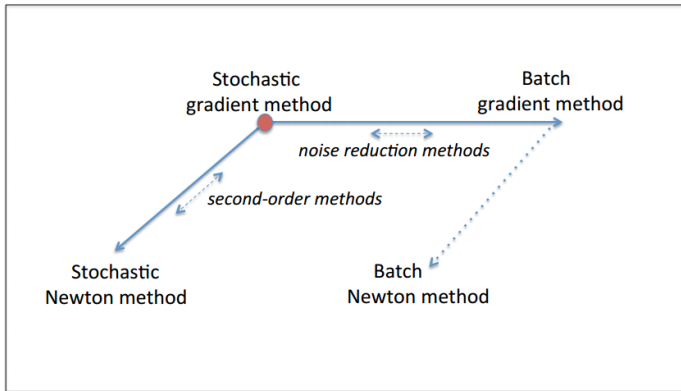 Stochastic
gradient method
Batch
gradient method
noise reduction methods
second-order methods
Stochastic
Newton method
Batch
Newton method